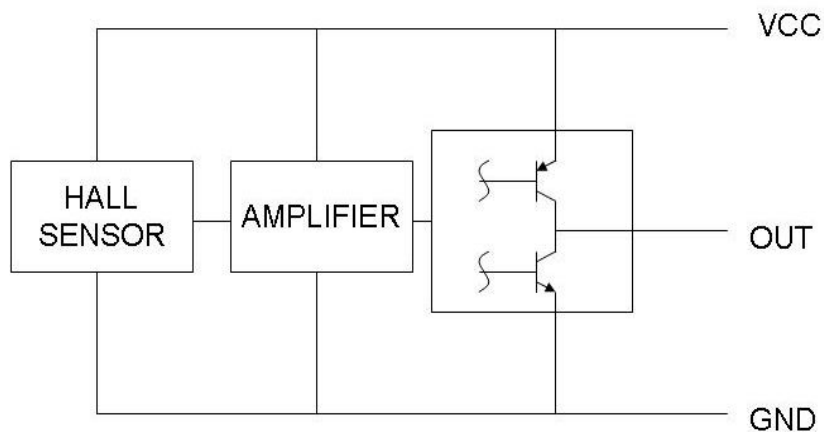 VCC
HALL
SENSOR
AMPLIFIER
OUT
GND